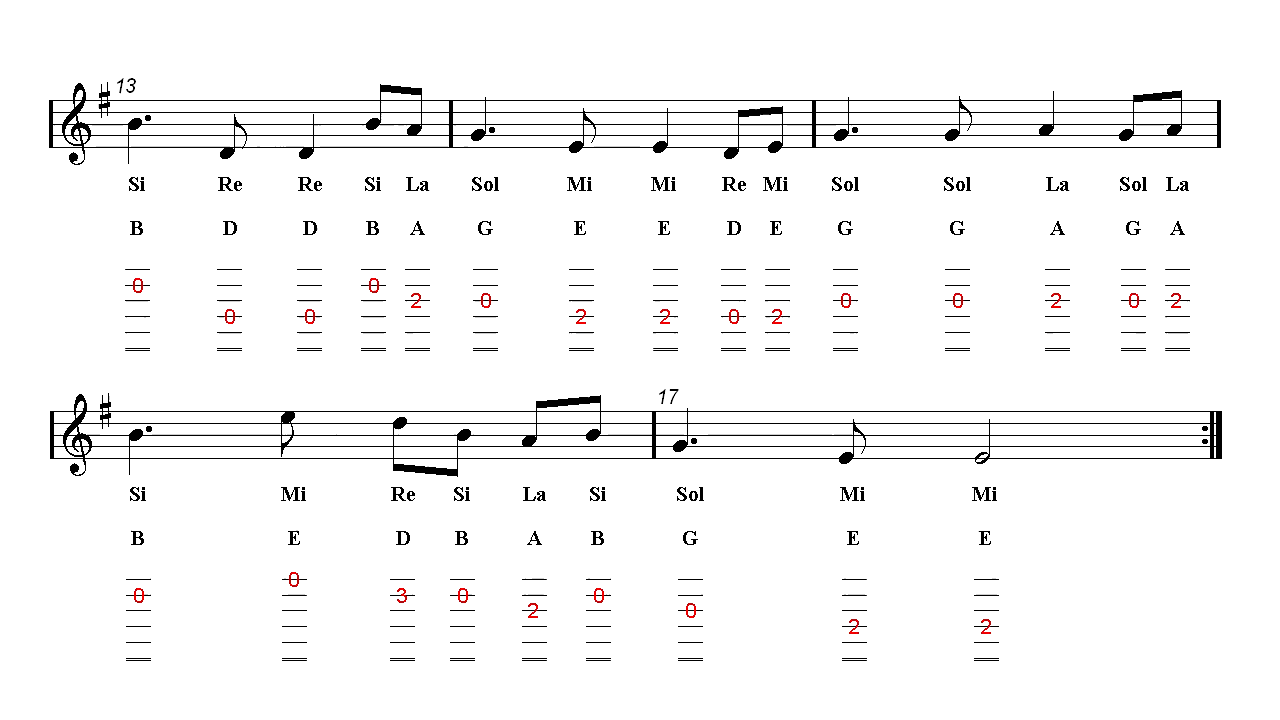 13
Si Re Re Si La Sol Mi Mi Re Mi Sol Sol La Sol La
B D D B A G E E D E G G A G A
0 0 0 0 2 0 2 2 0 2 0 0 2 0 2
17
Si Mi Re Si La Si Sol Mi Mi
B E D B A B G E E
0 0 3 0 2 0 0 2 2